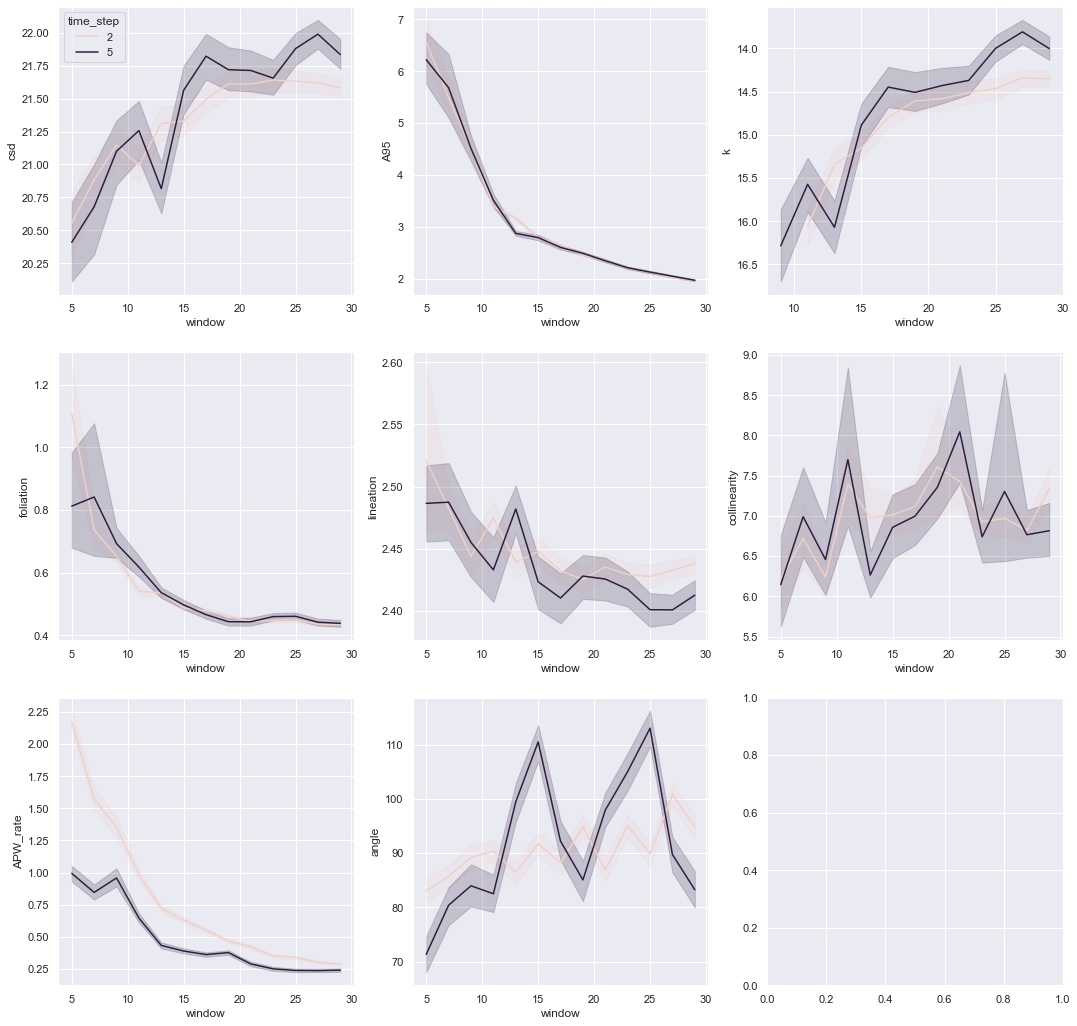 time_step
2
5
22.00
21.75
21.50
21.25
21.00
20.75
20.50
20.25
csd
5 10 15 20 25 30
window
7
6
5
4
3
2
A95
5 10 15 20 25 30
window
14.0
14.5
15.0
15.5
16.0
16.5
k
10 15 20 25 30
window
1.2
1.0
0.8
0.6
0.4
foliation
5 10 15 20 25 30
window
2.60
2.55
2.50
2.45
2.40
lineation
5 10 15 20 25 30
window
9.0
8.5
8.0
7.5
7.0
6.5
6.0
5.5
collinearity
5 10 15 20 25 30
window
2.25
2.00
1.75
1.50
1.25
1.00
0.75
0.50
0.25
APW_rate
5 10 15 20 25 30
window
110
100
90
80
70
angle
5 10 15 20 25 30
window
1.0
0.8
0.6
0.4
0.2
0.0
0.0 0.2 0.4 0.6 0.8 1.0